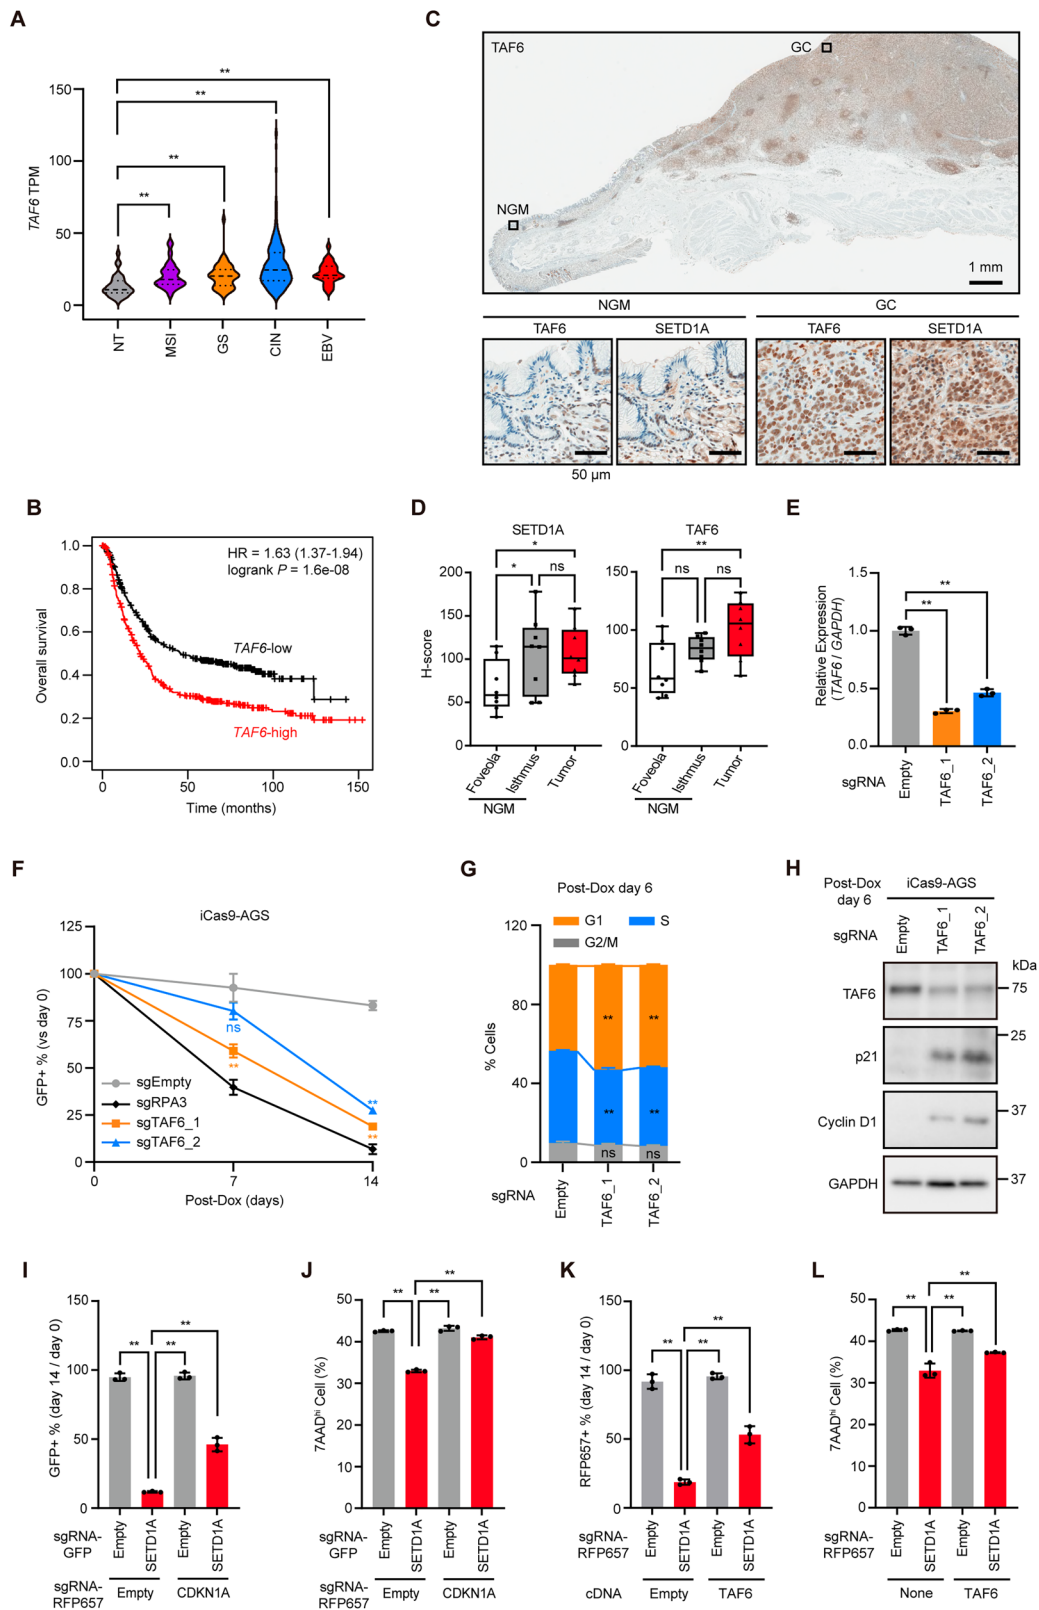 A
TAF6 TPM
150
100
50
0
**
**
**
**
NT
MSI
GS
CIN
EBV
C
TAF6
GC
NGM
1 mm
NGM
GC
TAF6
SETD1A
TAF6
SETD1A
50 µm
B
Overall survival
1.0
0.8
0.6
0.4
0.2
0.0
HR = 1.63 (1.37-1.94)
logrank P = 1.6e-08
TAF6-low
TAF6-high
0
50
100
150
Time (months)
D
SETD1A
H-score
200
150
100
50
0
*
*
ns
Foveola
Isthmus
Tumor
NGM
TAF6
150
100
50
0
**
ns
ns
Foveola
Isthmus
Tumor
NGM
E
Relative Expression
(TAF6 / GAPDH)
1.5
1.0
0.5
0.0
**
**
sgRNA
Empty
TAF6_1
TAF6_2
F
iCas9-AGS
GFP+ % (vs day 0)
125
100
75
50
25
0
ns
**
**
**
sgEmpty
sgRPA3
sgTAF6_1
sgTAF6_2
0
7
14
Post-Dox (days)
G
Post-Dox day 6
G1
S
G2/M
% Cells
120
80
40
0
**
**
**
**
ns
ns
sgRNA
Empty
TAF6_1
TAF6_2
H
Post-Dox
day 6
iCas9-AGS
sgRNA
Empty
TAF6_1
TAF6_2
kDa
TAF6
75
25
p21
37
Cyclin D1
GAPDH
37
I
GFP+ % (day 14 / day 0)
150
100
50
0
**
**
**
sgRNA-
GFP
Empty
SETD1A
Empty
SETD1A
sgRNA-
RFP657
Empty
CDKN1A
J
7AADhi Cell (%)
50
40
30
20
10
0
**
**
**
sgRNA-
GFP
Empty
SETD1A
Empty
SETD1A
sgRNA-
RFP657
Empty
CDKN1A
K
RFP657+ % (day 14 / day 0)
150
100
50
0
**
**
**
sgRNA-
RFP657
Empty
SETD1A
Empty
SETD1A
cDNA
Empty
TAF6
L
7AADhi Cell (%)
50
40
30
20
10
0
**
**
**
sgRNA-
RFP657
Empty
SETD1A
Empty
SETD1A
None
TAF6